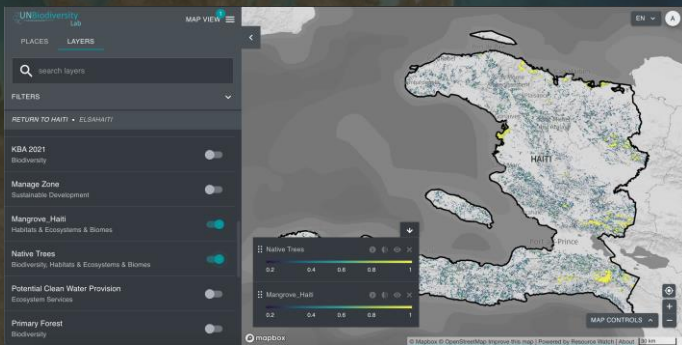 UNBiodiversity
Lab
MAP VIEW
PLACES
LAYERS
search layers
FILTERS
RETURN TO HAITI • ELSAHAITI
KBA 2021
Biodiversity
Manage Zone
Sustainable Development
Mangrove_Haiti
Habitats & Ecosystems & Biomes
Native Trees
Biodiversity, Habitats & Ecosystems & Biomes
Potential Clean Water Provision
Ecosystem Services
Primary Forest
Biodiversity
EN
A
HAITI
Prince
Native Trees
0.2 0.4 0.6 0.8 1
Mangrove_Haiti
0.2 0.4 0.6 0.8 1
MAP CONTROLS
mapbox
© Mapbox © OpenStreetMap Improve this map | Powered by Resource Watch | About
30 km